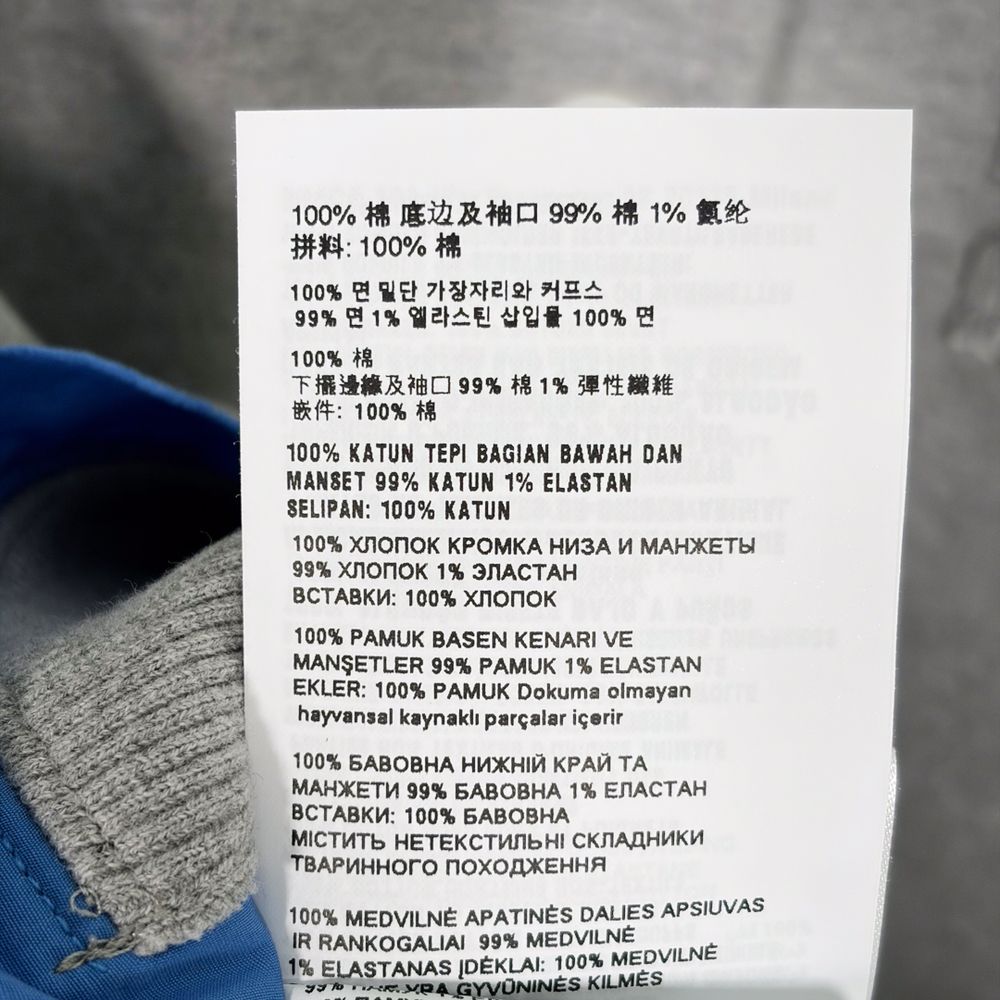 100% 棉 底边及袖口 99% 棉 1% 氨纶
拼料: 100% 棉
100% 면 밑단 가장자리와 커프스
99% 면 1% 엘라스틴 삽입물 100% 면
100% 棉
下擺邊緣及袖口 99% 棉 1% 彈性纖維
嵌件: 100% 棉
100% KATUN TEPI BAGIAN BAWAH DAN
MANSET 99% KATUN 1% ELASTAN
SELIPAN: 100% KATUN
100% ХЛОПОК КРОМКА НИЗА И МАНЖЕТЫ
99% ХЛОПОК 1% ЭЛАСТАН
ВСТАВКИ: 100% ХЛОПОК
100% PAMUK BASEN KENARI VE
MANŞETLER 99% PAMUK 1% ELASTAN
EKLER: 100% PAMUK Dokuma olmayan
hayvansal kaynaklı parçalar içerir
100% БАВОВНА НИЖНІЙ КРАЙ ТА
МАНЖЕТИ 99% БАВОВНА 1% ЕЛАСТАН
ВСТАВКИ: 100% БАВОВНА
МІСТИТЬ НЕТЕКСТИЛЬНІ СКЛАДНИКИ
ТВАРИННОГО ПОХОДЖЕННЯ
100% MEDVILNĖ APATINĖS DALIES APSIUVAS
IR RANKOGALIAI 99% MEDVILNĖ
1% ELASTANAS ĮDĖKLAI: 100% MEDVILNĖ
GYVŪNINĖS KILMĖS